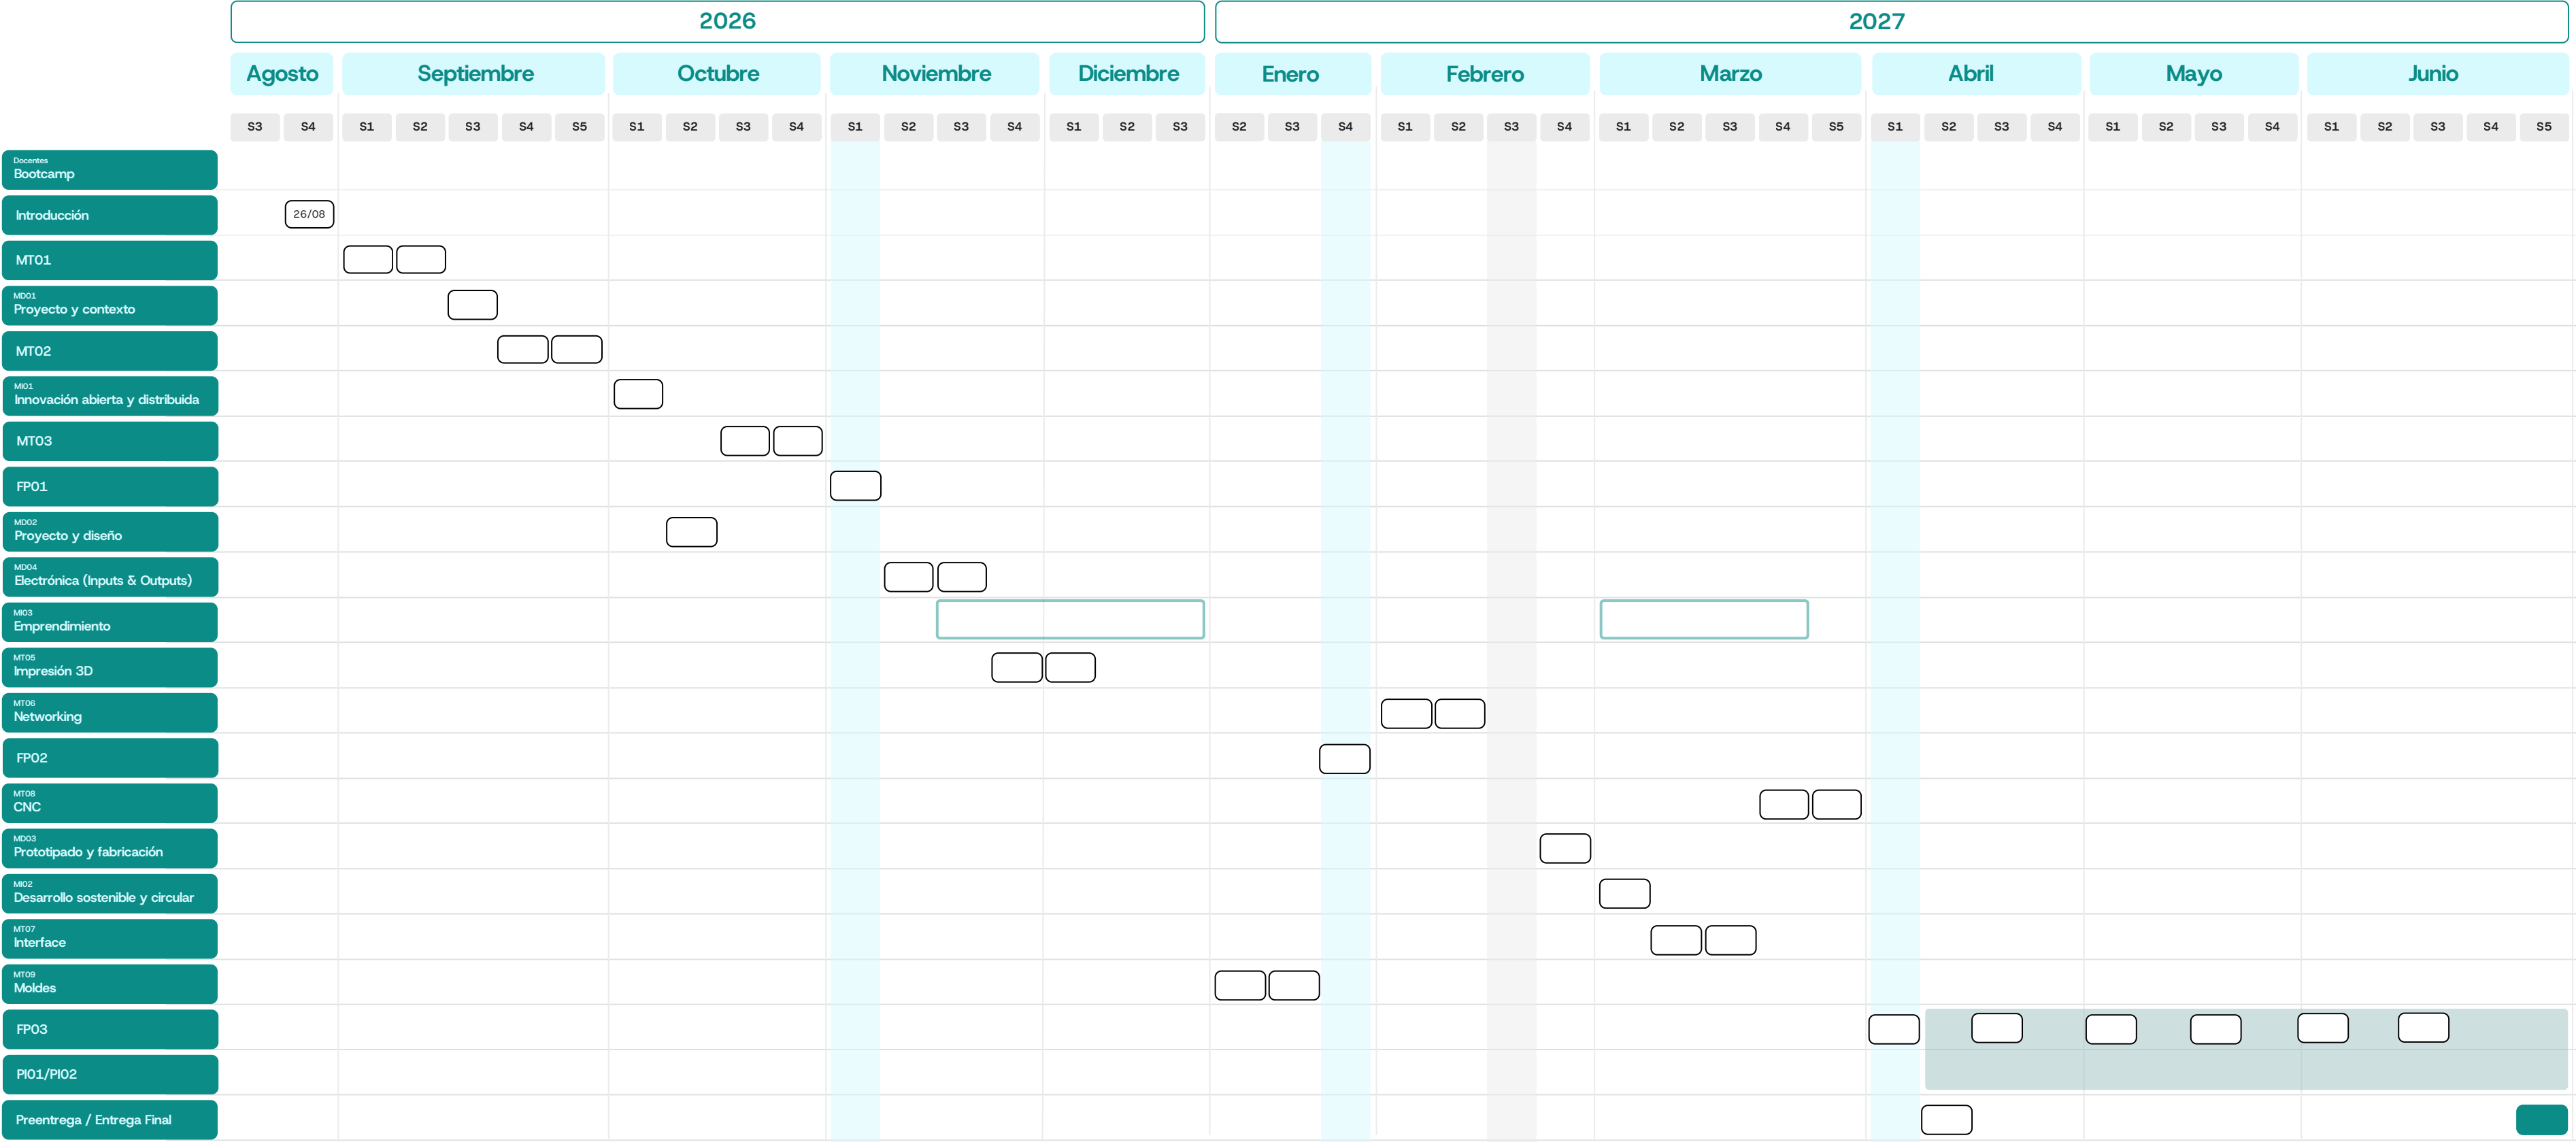 2026 2027
Agosto Septiembre Octubre Noviembre Diciembre Enero Febrero Marzo Abril Mayo Junio
S3 S4 S1 S2 S3 S4 S5 S1 S2 S3 S4 S1 S2 S3 S4 S1 S2 S3 S2 S3 S4 S1 S2 S3 S4 S1 S2 S3 S4 S5 S1 S2 S3 S4 S1 S2 S3 S4 S1 S2 S3 S4 S5
Docentes
Bootcamp
Introducción 26/08
MT01
MD01
Proyecto y contexto
MT02
MI01
Innovación abierta y distribuida
MT03
FP01
MD02
Proyecto y diseño
MD04
Electrónica (Inputs & Outputs)
MI03
Emprendimiento
MT05
Impresión 3D
MT06
Networking
FP02
MT08
CNC
MD03
Prototipado y fabricación
MI02
Desarrollo sostenible y circular
MT07
Interface
MT09
Moldes
FP03
PI01/PI02
Preentrega / Entrega Final